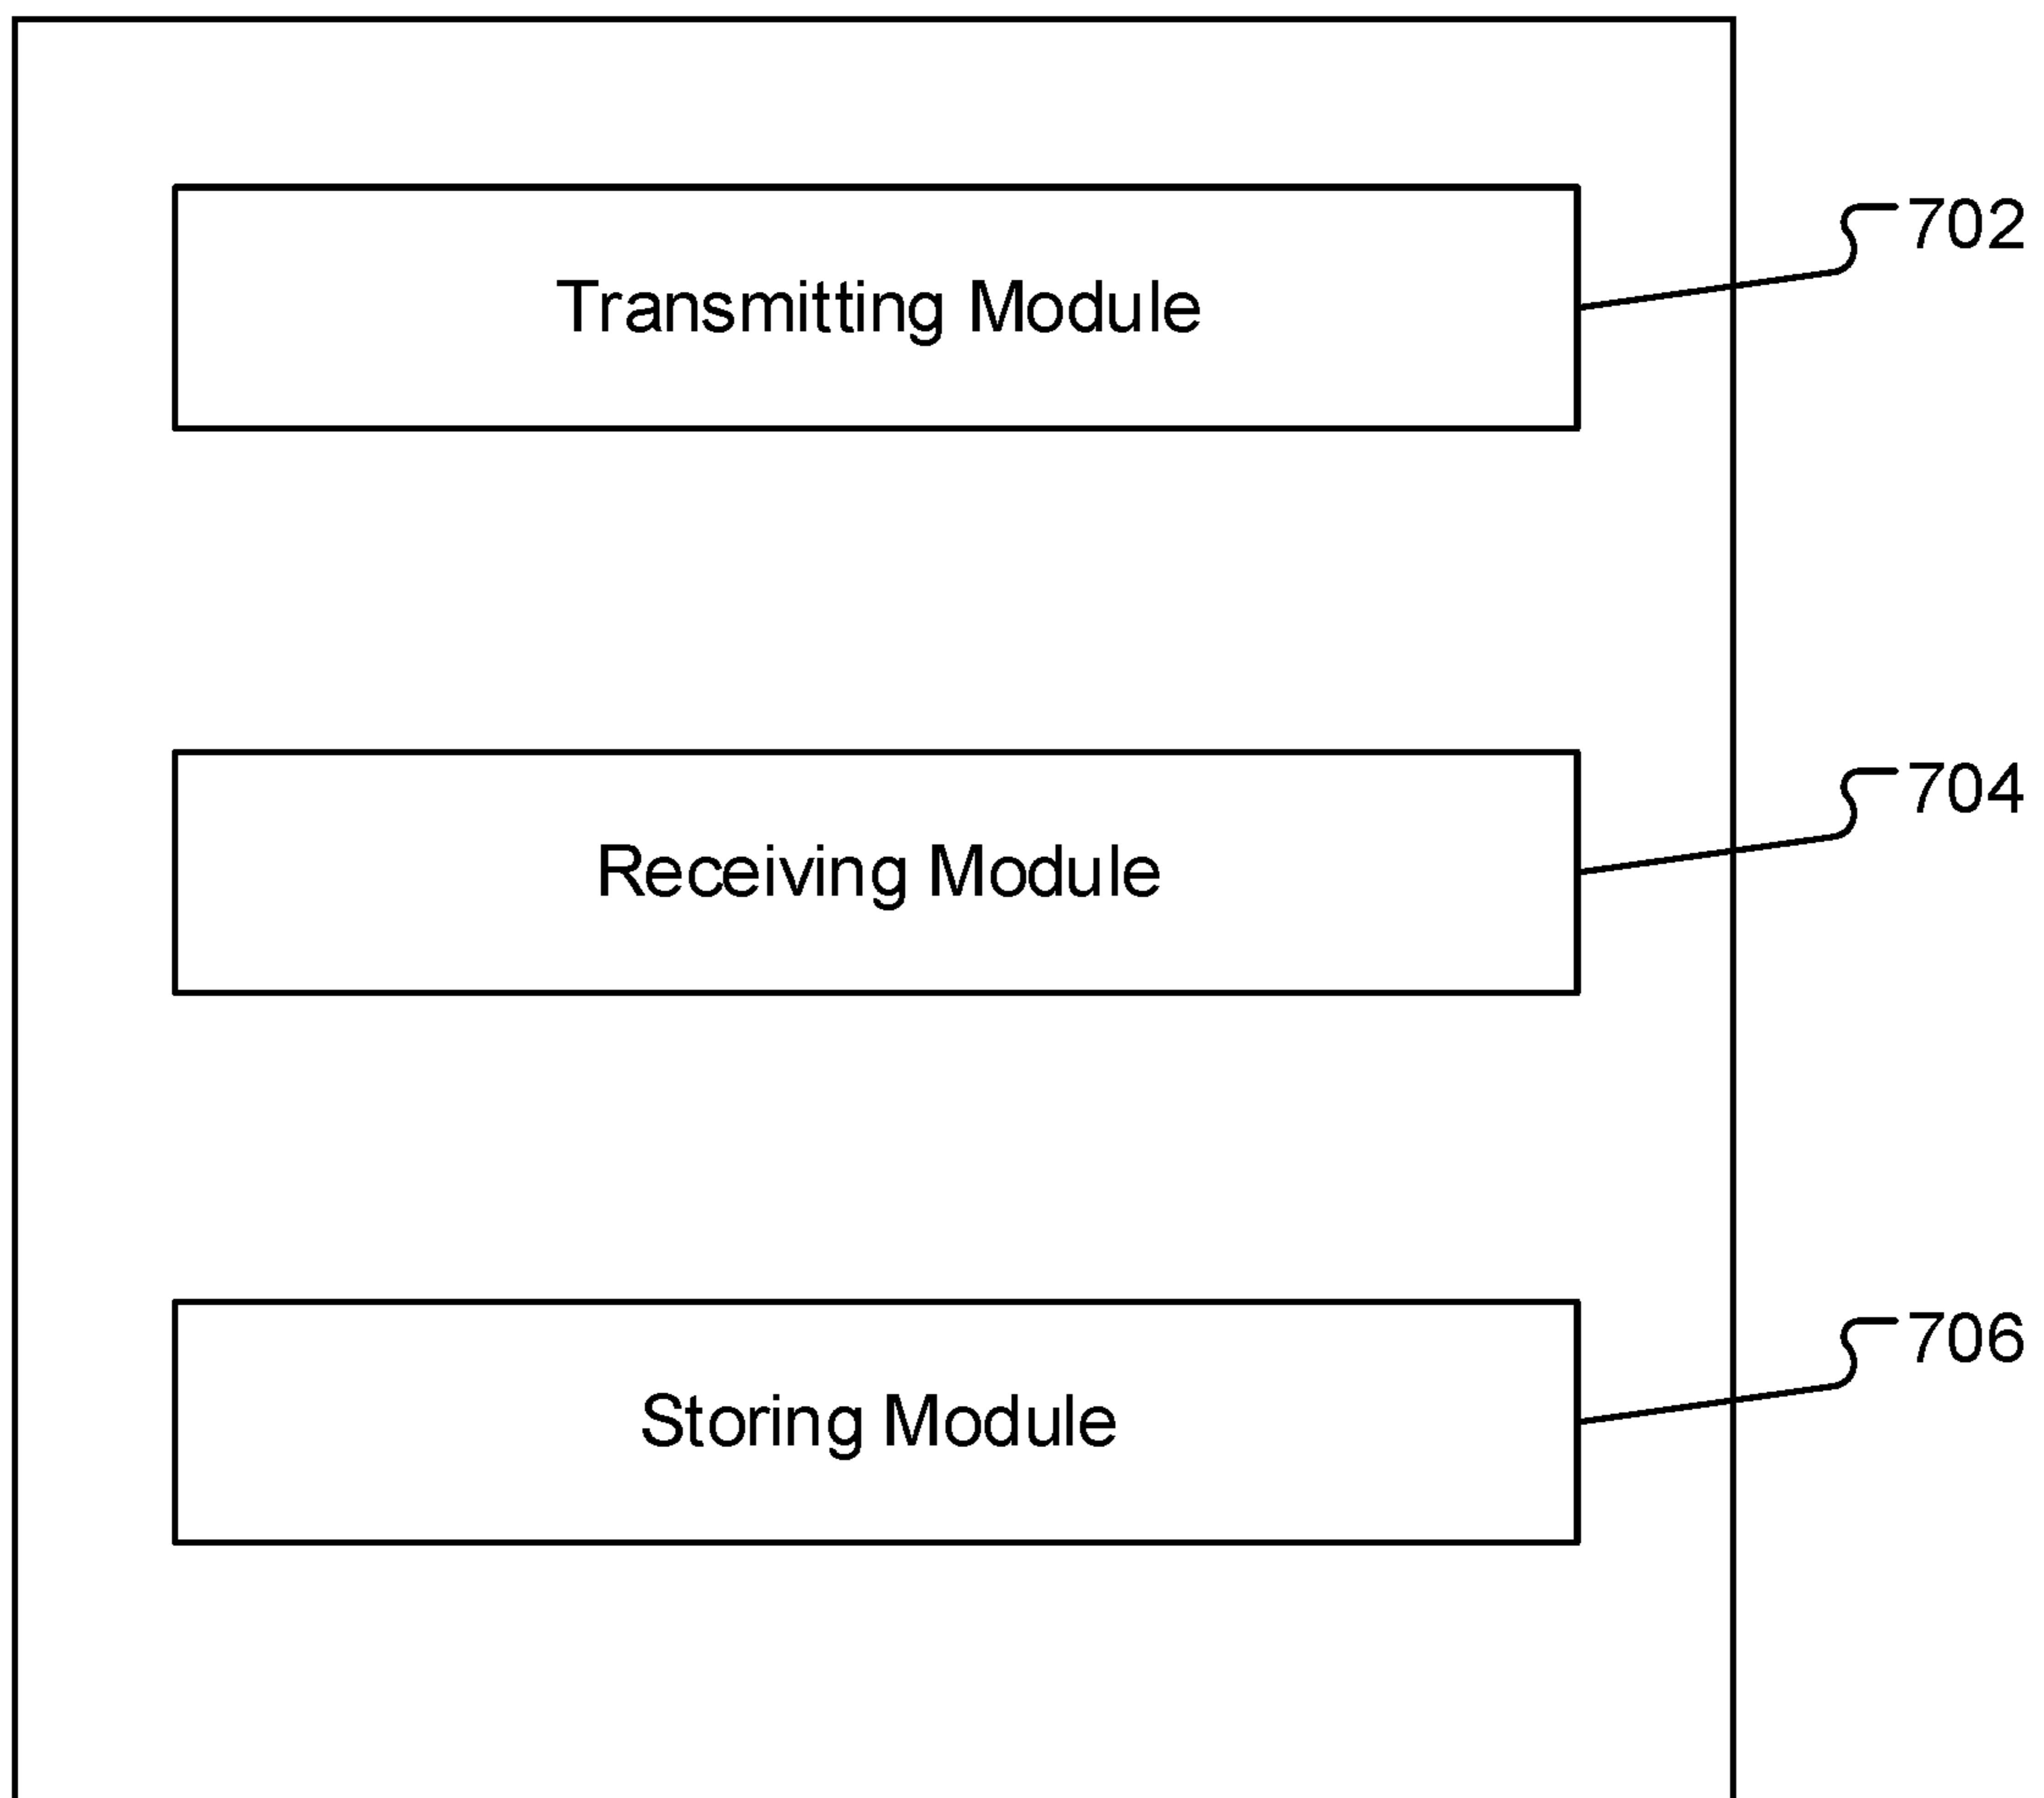 702
Transmitting Module
704
Receiving Module
706
Storing Module